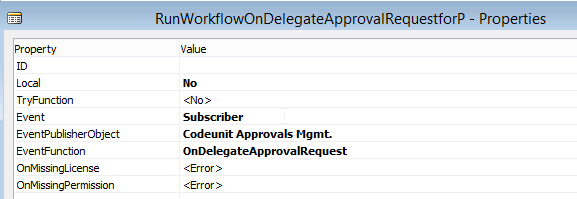 RunWorkflowOnDelegateApprovalRequestforP - Properties
Property Value
ID
Local No
TryFunction <No>
Event Subscriber
EventPublisherObject Codeunit Approvals Mgmt.
EventFunction OnDelegateApprovalRequest
OnMissingLicense <Error>
OnMissingPermission <Error>